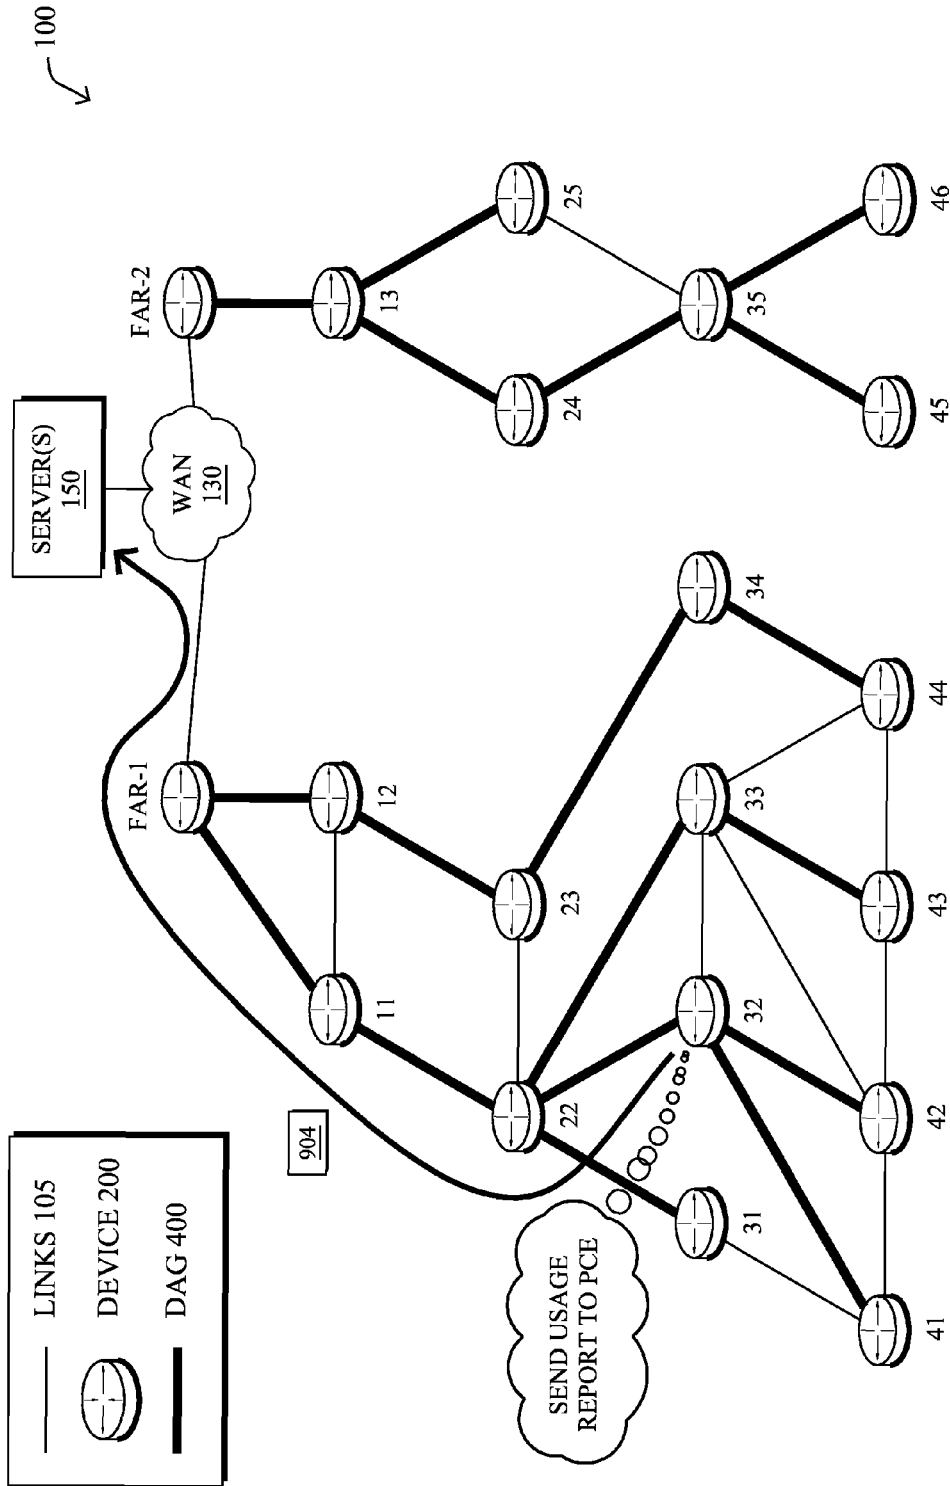 100
LINKS 105
DEVICE 200
DAG 400
SERVER(S)
150
WAN
130
FAR-1
FAR-2
11
12
13
904
22
23
24
25
SEND USAGE
REPORT TO PCE
31
32
33
34
35
41
42
43
44
45
46